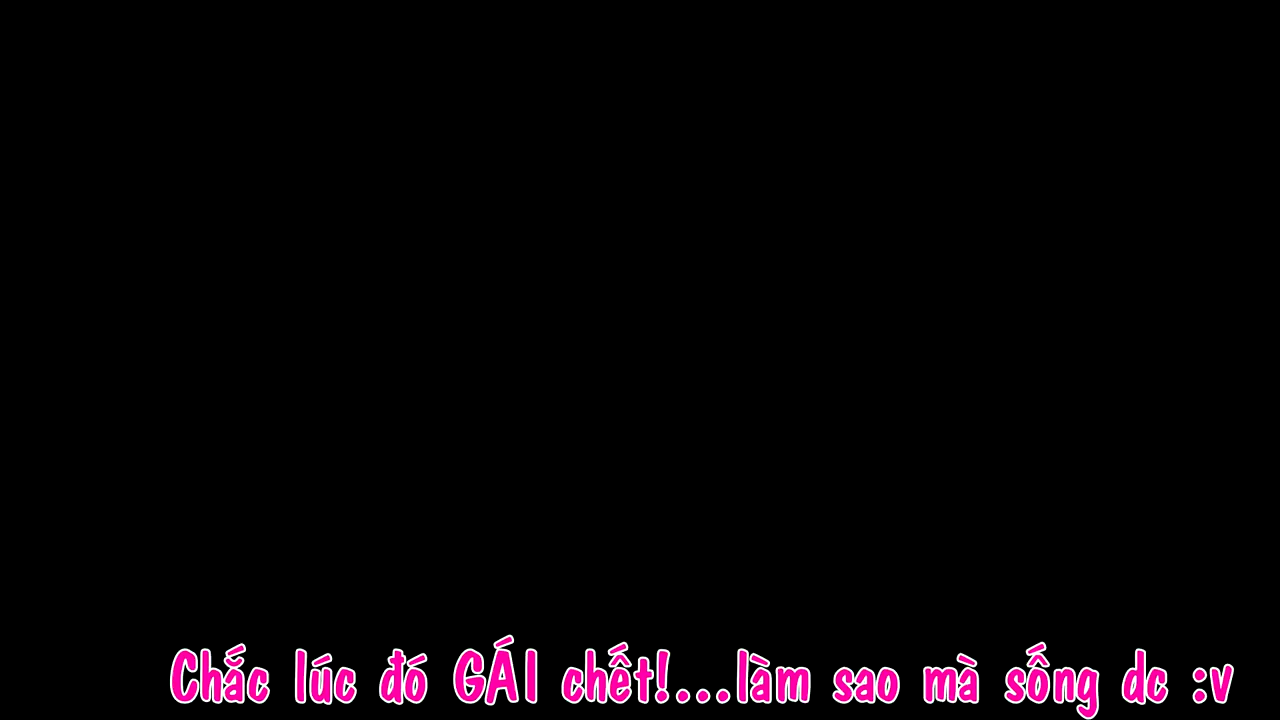 Chắc lúc đó GÁI chết!...làm sao mà sống dc :v